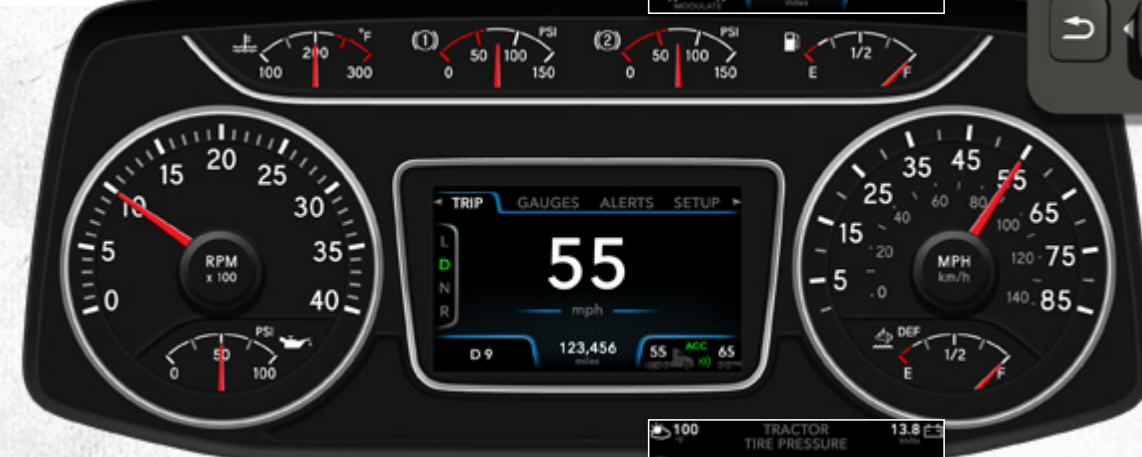 MODULATE
miles
°F
200
100 300
(1)
PSI
50 100
0 150
(2)
PSI
50 100
0 150
1/2
E F
0 5 10 15 20 25 30 35 40
RPM
x 100
PSI
50
0 100
TRIP GAUGES ALERTS SETUP
L
D
N
R
55
mph
D 9
123,456
miles
55 ACC 65
5 15 25 35 45 55 65 75 85
0 20 40 60 80 100 120 140
MPH
km/h
DEF
1/2
E F
100
°F
TRACTOR
TIRE PRESSURE
13.8
Volts